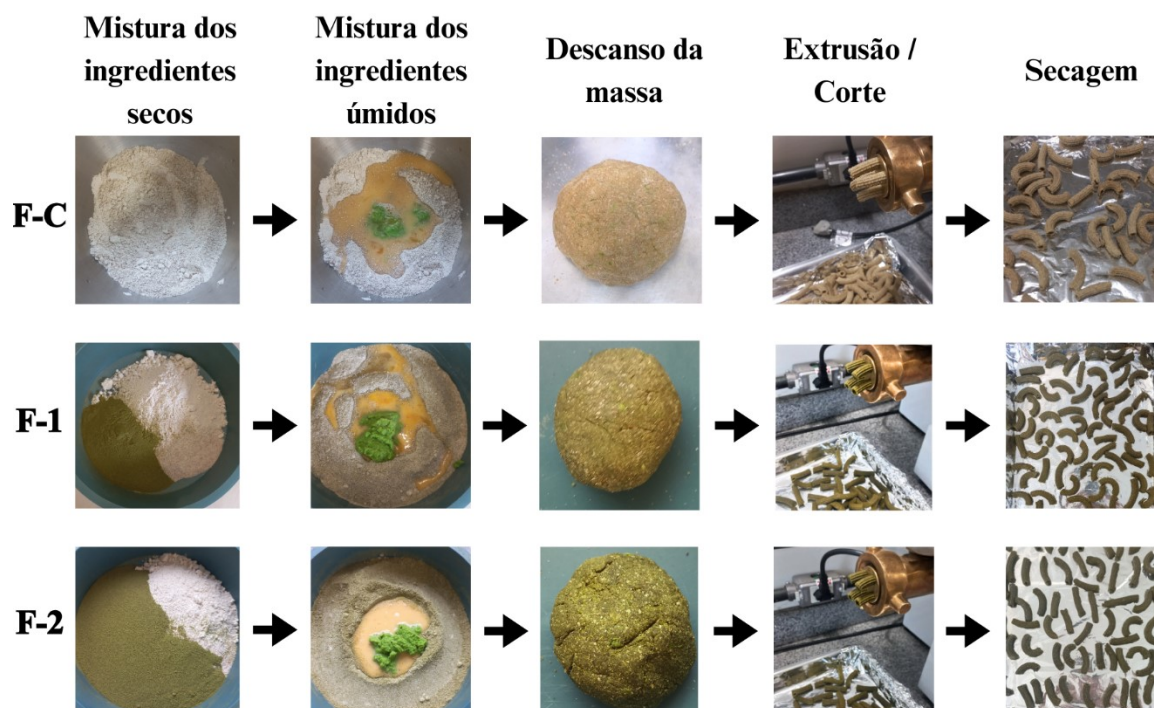 Mistura dos
ingredientes
secos
Mistura dos
ingredientes
úmidos
Descanso da
massa
Extrusão /
Corte
Secagem
F-C
F-1
F-2